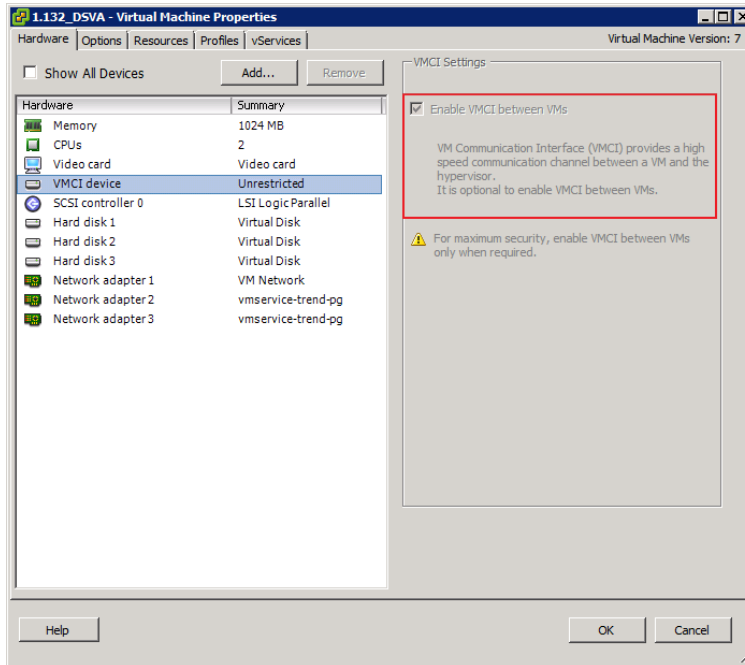 1.132_DSVA - Virtual Machine Properties
Hardware Options Resources Profiles vServices Virtual Machine Version: 7
Show All Devices Add... Remove
Hardware Summary
Memory 1024 MB
CPUs 2
Video card Video card
VMCI device Unrestricted
SCSI controller 0 LSI Logic Parallel
Hard disk 1 Virtual Disk
Hard disk 2 Virtual Disk
Hard disk 3 Virtual Disk
Network adapter 1 VM Network
Network adapter 2 vmservice-trend-pg
Network adapter 3 vmservice-trend-pg
VMCI Settings
Enable VMCI between VMs
VM Communication Interface (VMCI) provides a high
speed communication channel between a VM and the
hypervisor.
It is optional to enable VMCI between VMs.
For maximum security, enable VMCI between VMs
only when required.
Help OK Cancel